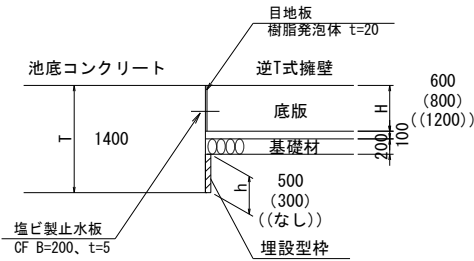 目地板
樹脂発泡体 t=20
池底コンクリート
逆T式擁壁
600
(800)
((1200))
H
底版
T
1400
100
200
基礎材
h
500
(300)
((なし))
塩ビ製止水板
CF B=200、t=5
埋設型枠